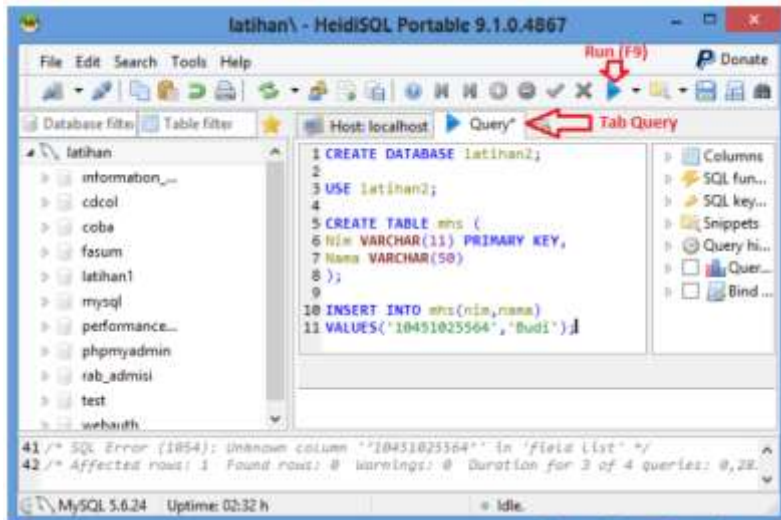 latihan\ - HeidiSQL Portable 9.1.0.4867
File Edit Search Tools Help
Run (F9)
Donate
Database filter Table filter
Host: localhost Query*
Tab Query
latihan
information_...
cdcol
coba
fasum
latihan1
mysql
performance...
phpmyadmin
rab_admisi
test
webauth
1 CREATE DATABASE latihan2;
2
3 USE latihan2;
4
5 CREATE TABLE mhs (
6 Nim VARCHAR(11) PRIMARY KEY,
7 Nama VARCHAR(50)
8 );
9
10 INSERT INTO mhs(nim,nama)
11 VALUES('10451025564','Budi');
Columns
SQL fun...
SQL key...
Snippets
Query hi...
Quer...
Bind ...
41 /* SQL Error (1054): Unknown column ''10451025564'' in 'field list' */
42 /* Affected rows: 1 Found rows: 0 Warnings: 0 Duration for 3 of 4 queries: 0,28.
MySQL 5.6.24 Uptime: 02:32 h Idle.